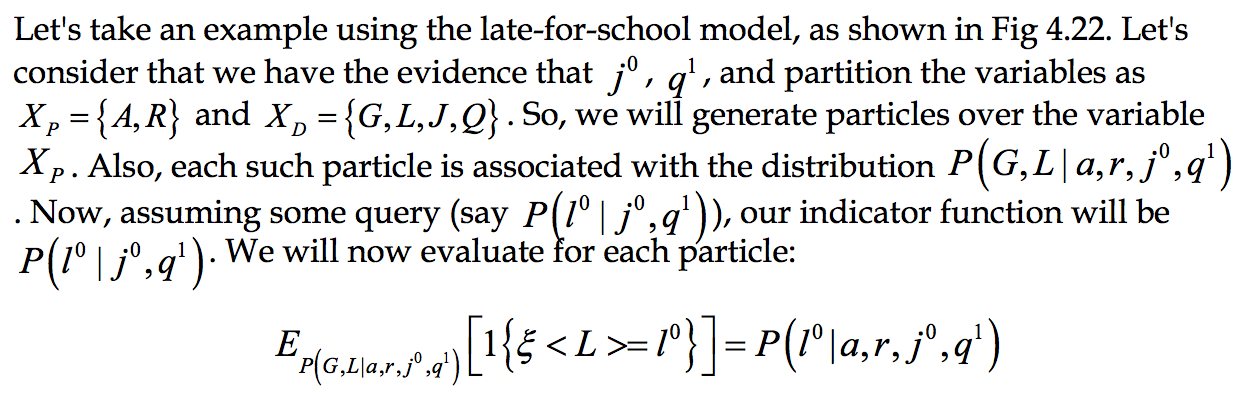 Let's take an example using the late-for-school model, as shown in Fig 4.22. Let's
consider that we have the evidence that j⁰, q¹, and partition the variables as
X_P = {A, R} and X_D = {G, L, J, Q}. So, we will generate particles over the variable
X_P. Also, each such particle is associated with the distribution P(G, L | a, r, j⁰, q¹)
. Now, assuming some query (say P(l⁰ | j⁰, q¹)), our indicator function will be
P(l⁰ | j⁰, q¹). We will now evaluate for each particle:
E_{P(G,L|a,r,j⁰,q¹)} [1{ξ < L >= l⁰}] = P(l⁰ | a, r, j⁰, q¹)